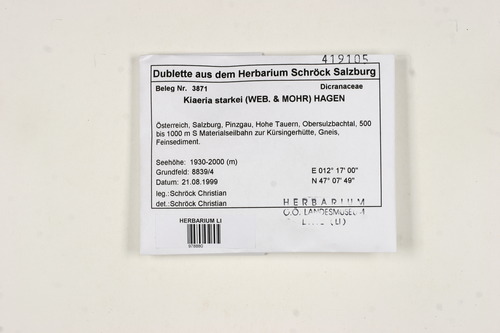 419105
Dublette aus dem Herbarium Schröck Salzburg
Beleg Nr. 3871 Dicranaceae
Kiaeria starkei (WEB. & MOHR) HAGEN
Österreich, Salzburg, Pinzgau, Hohe Tauern, Obersulzbachtal, 500
bis 1000 m S Materialseilbahn zur Kürsingerhütte, Gneis,
Feinsediment.
Seehöhe: 1930-2000 (m)
Grundfeld: 8839/4 E 012° 17' 00"
Datum: 21.08.1999 N 47° 07' 49"
leg.: Schröck Christian
det.: Schröck Christian HERBARIUM
O.Ö. LANDESMUSEUM
(LI)
HERBARIUM LI